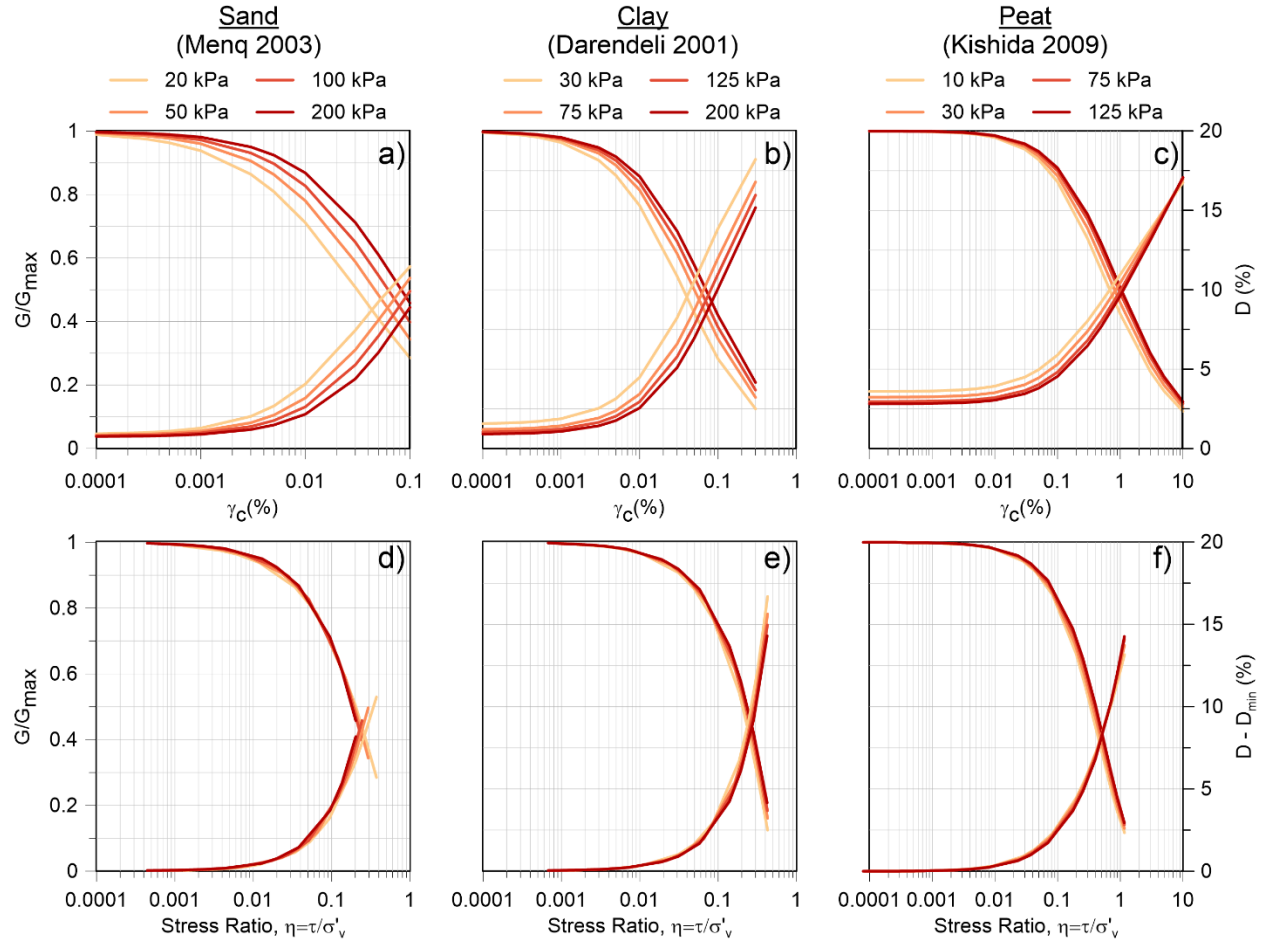 Sand
(Menq 2003)
20 kPa 100 kPa
50 kPa 200 kPa
Clay
(Darendeli 2001)
30 kPa 125 kPa
75 kPa 200 kPa
Peat
(Kishida 2009)
10 kPa 75 kPa
30 kPa 125 kPa
a)
1
0.8
0.6
0.4
0.2
0
G/Gmax
0.0001 0.001 0.01 0.1
γc(%)
b)
0.0001 0.001 0.01 0.1 1
γc(%)
c)
20
15
10
5
0
D (%)
0.0001 0.001 0.01 0.1 1 10
γc(%)
d)
1
0.8
0.6
0.4
0.2
0
G/Gmax
0.0001 0.001 0.01 0.1 1
Stress Ratio, η=τ/σ'v
e)
0.0001 0.001 0.01 0.1 1
Stress Ratio, η=τ/σ'v
f)
20
15
10
5
0
D - Dmin (%)
0.0001 0.001 0.01 0.1 1 10
Stress Ratio, η=τ/σ'v